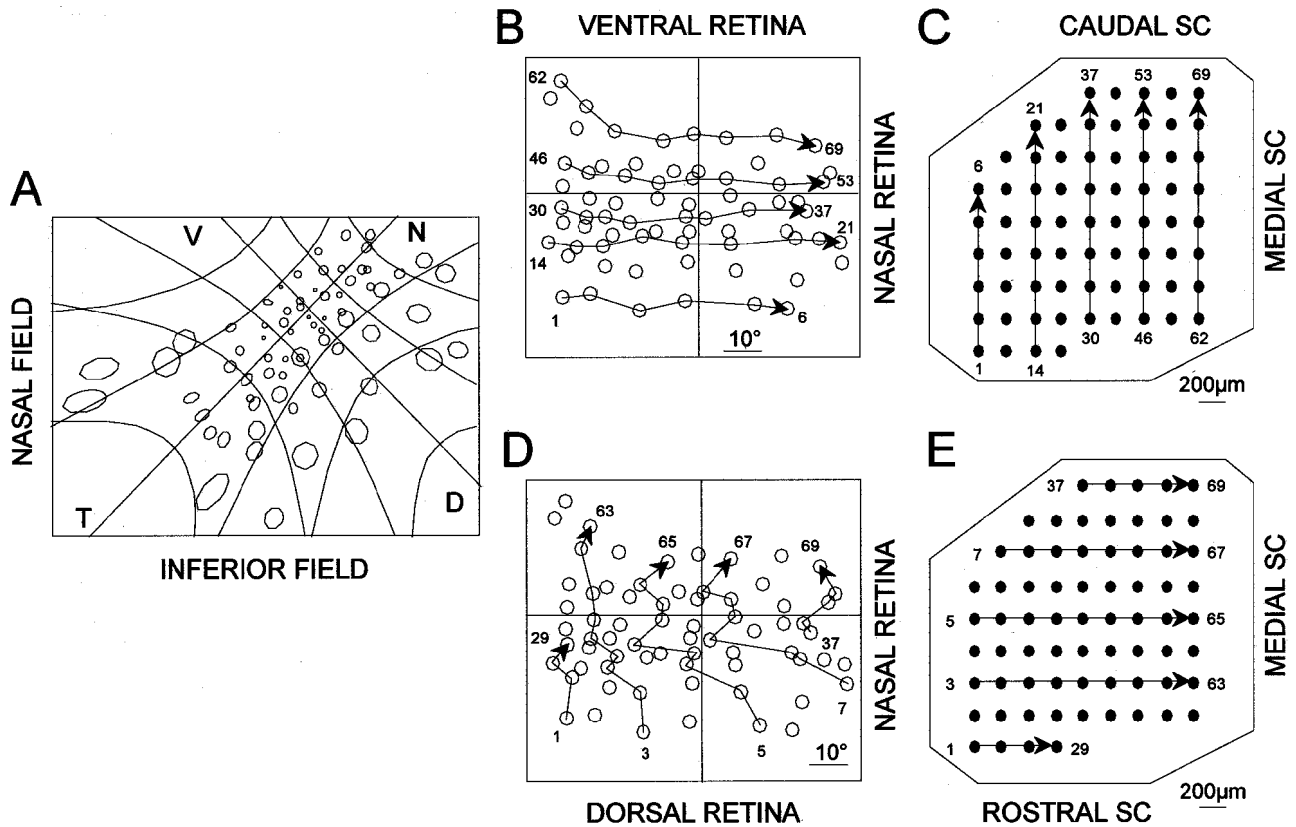 A
NASAL FIELD
V
N
T
D
INFERIOR FIELD
B
VENTRAL RETINA
62
69
46
53
30
37
21
14
1
6
10°
NASAL RETINA
C
CAUDAL SC
37 53 69
21
6
1 14 30 46 62
200µm
MEDIAL SC
D
63
65 67 69
29
37
7
1 3 5
10°
NASAL RETINA
DORSAL RETINA
E
37 69
7 67
5 65
3 63
1 29
200µm
MEDIAL SC
ROSTRAL SC